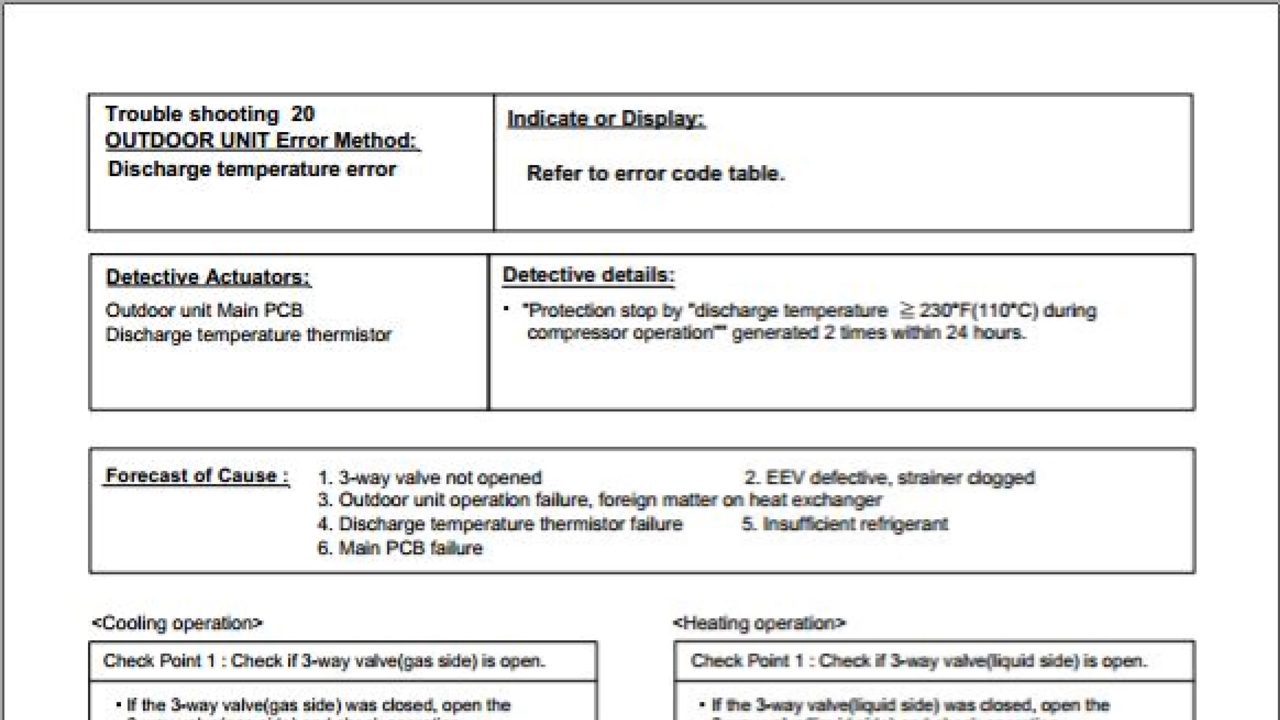 Trouble shooting 20
OUTDOOR UNIT Error Method:
Discharge temperature error
Indicate or Display:
Refer to error code table.
Detective Actuators:
Outdoor unit Main PCB
Discharge temperature thermistor
Detective details:
• "Protection stop by "discharge temperature ≧ 230°F(110°C) during
compressor operation"" generated 2 times within 24 hours.
Forecast of Cause :
1. 3-way valve not opened 2. EEV defective, strainer clogged
3. Outdoor unit operation failure, foreign matter on heat exchanger
4. Discharge temperature thermistor failure 5. Insufficient refrigerant
6. Main PCB failure
<Cooling operation>
Check Point 1 : Check if 3-way valve(gas side) is open.
• If the 3-way valve(gas side) was closed, open the
<Heating operation>
Check Point 1 : Check if 3-way valve(liquid side) is open.
• If the 3-way valve(liquid side) was closed, open the